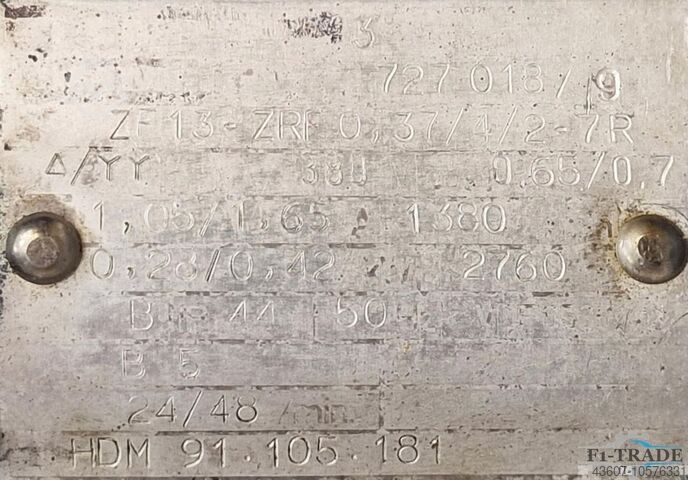 3
727 018/ 9
ZF 13-ZRF 0,37/4/2-7R
Δ/YY 380 0,65/0,7
1,05/1,65 A 1380
0,28/0,42 2760
B 44 50
B 5
24/48 /min.
HDM 91.105.181
F1-TRADE
43607-10576331